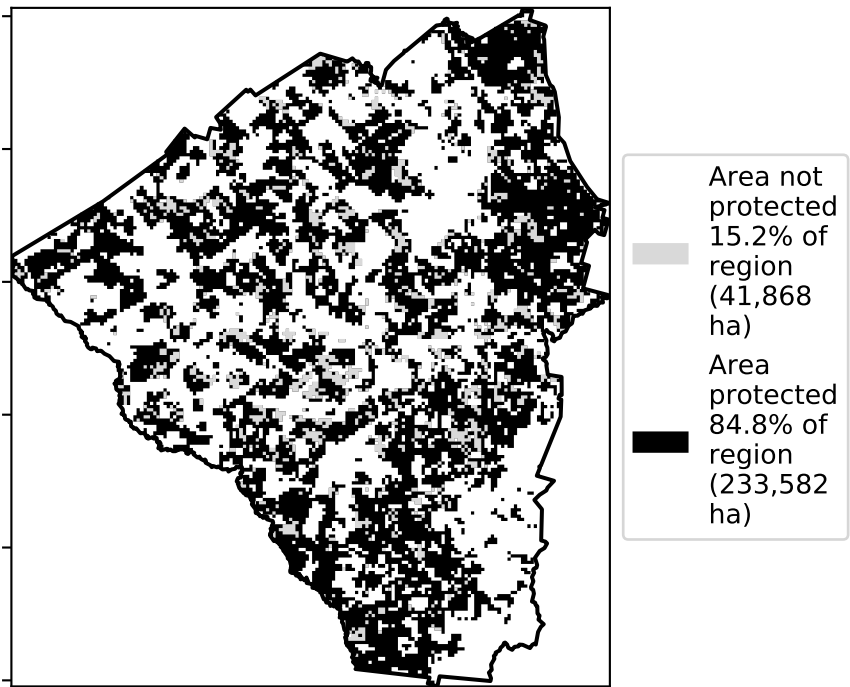 Area not
protected
15.2% of
region
(41,868
ha)
Area
protected
84.8% of
region
(233,582
ha)